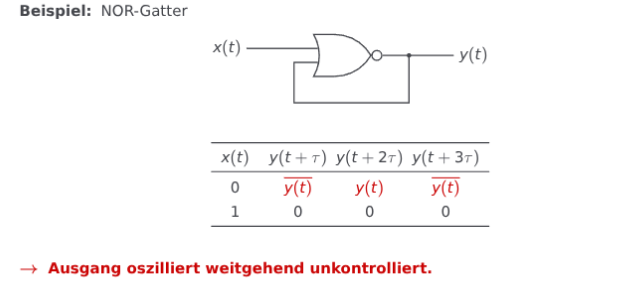 Beispiel: NOR-Gatter
x(t)
y(t)
x(t) y(t + τ) y(t + 2τ) y(t + 3τ)
0 y̅(̅t̅)̅ y(t) y̅(̅t̅)̅
1 0 0 0
→ Ausgang oszilliert weitgehend unkontrolliert.